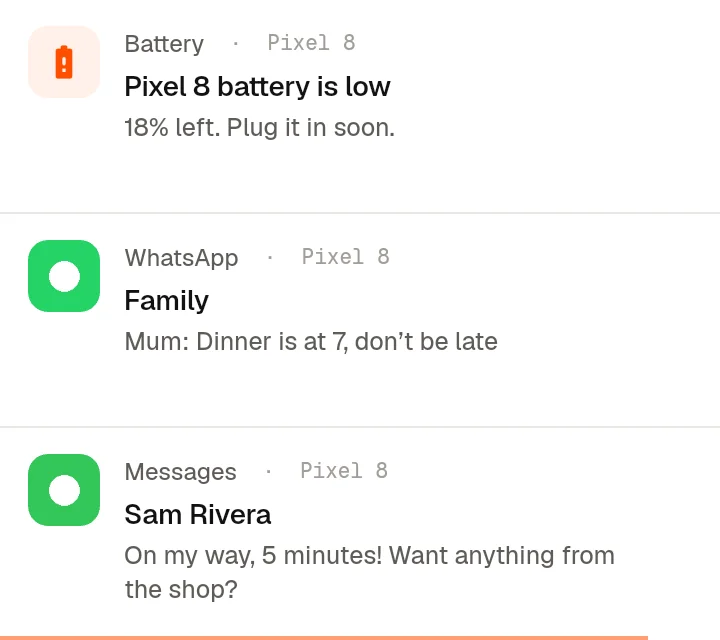 Battery · Pixel 8
Pixel 8 battery is low
18% left. Plug it in soon.
WhatsApp · Pixel 8
Family
Mum: Dinner is at 7, don’t be late
Messages · Pixel 8
Sam Rivera
On my way, 5 minutes! Want anything from
the shop?